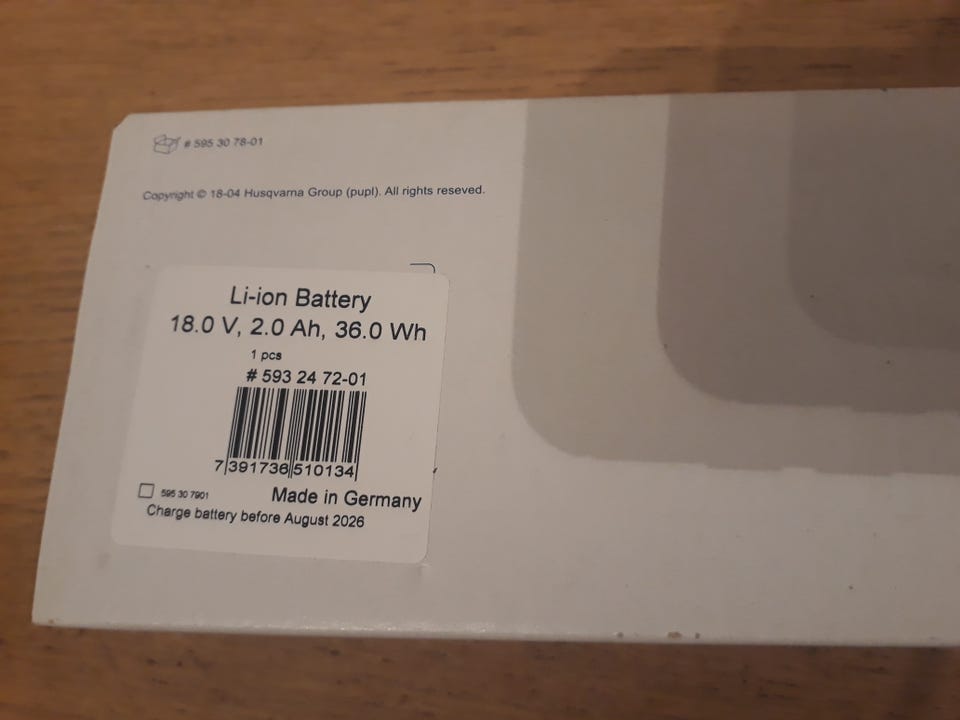 # 595 30 78-01
Copyright © 18-04 Husqvarna Group (pupl). All rights reseved.
Li-ion Battery
18.0 V, 2.0 Ah, 36.0 Wh
1 pcs
# 593 24 72-01
7 391736 510134
595 30 7901
Made in Germany
Charge battery before August 2026